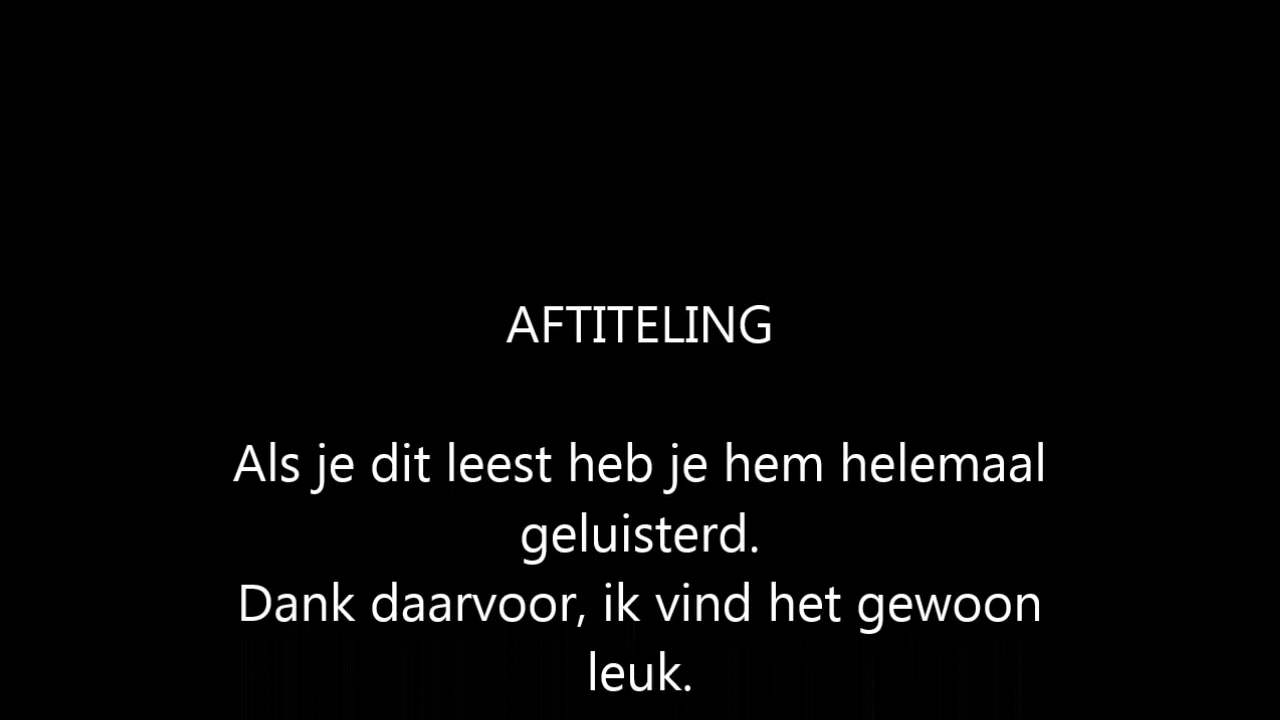 AFTITELING
Als je dit leest heb je hem helemaal
geluisterd.
Dank daarvoor, ik vind het gewoon
leuk.